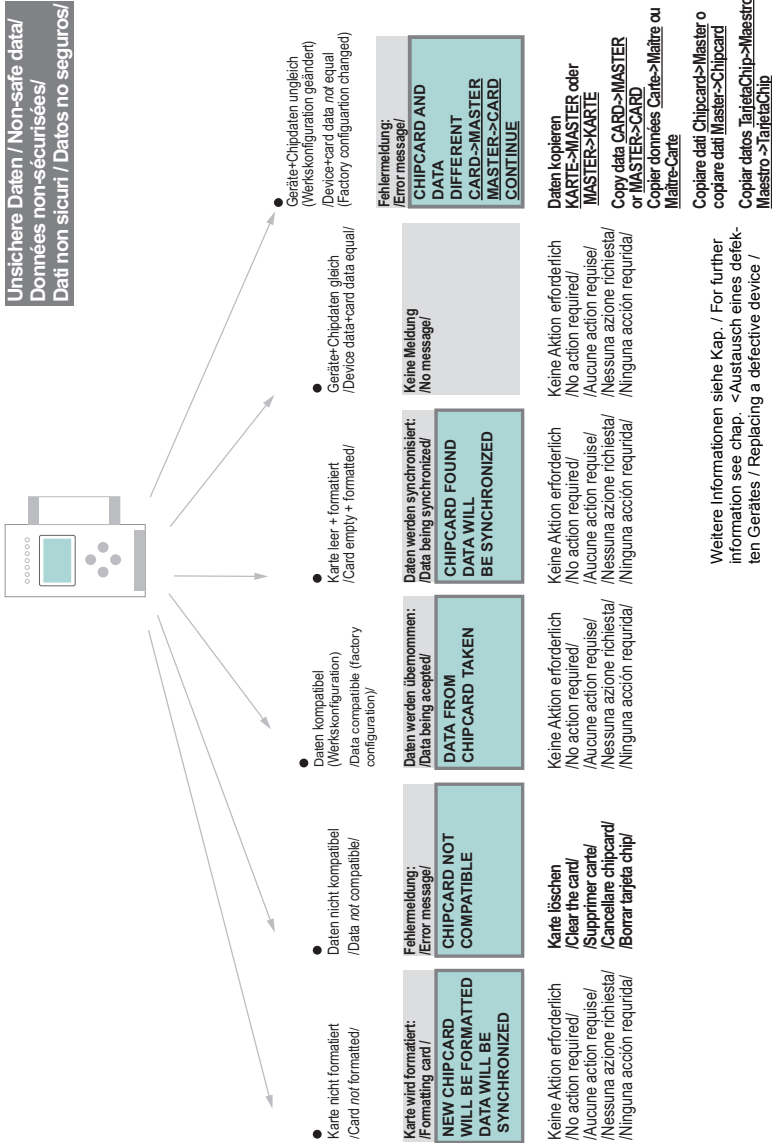 Unsichere Daten / Non-safe data/
Données non-sécurisées/
Dati non sicuri / Datos no seguros/
● Karte nicht formatiert
/Card not formatted/
Karte wird formatiert:
/Formatting card /
NEW CHIPCARD
WILL BE FORMATTED
DATA WILL BE
SYNCHRONIZED
Keine Aktion erforderlich
/No action required/
/Aucune action requise/
/Nessuna azione richiesta/
/Ninguna acción requrida/
● Daten nicht kompatibel
/Data not compatible/
Fehlermeldung:
/Error message/
CHIPCARD NOT
COMPATIBLE
Karte löschen
/Clear the card/
/Supprimer carte/
/Cancellare chipcard/
/Borrar tarjeta chip/
● Daten kompatibel
(Werkskonfiguration)
/Data compatible (factory
configuration)/
Daten werden übernommen:
/Data being acepted/
DATA FROM
CHIPCARD TAKEN
Keine Aktion erforderlich
/No action required/
/Aucune action requise/
/Nessuna azione richiesta/
/Ninguna acción requrida/
● Karte leer + formatiert
/Card empty + formatted/
Daten werden synchronisiert:
/Data being synchronized/
CHIPCARD FOUND
DATA WILL
BE SYNCHRONIZED
Keine Aktion erforderlich
/No action required/
/Aucune action requise/
/Nessuna azione richiesta/
/Ninguna acción requrida/
● Geräte+Chipdaten gleich
/Device data+card data equal/
Keine Meldung
/No message/
Keine Aktion erforderlich
/No action required/
/Aucune action requise/
/Nessuna azione richiesta/
/Ninguna acción requrida/
● Geräte+Chipdaten ungleich
(Werkskonfiguration geändert)
/Device+card data not equal
(Factory configuartion changed)
Fehlermeldung:
/Error message/
CHIPCARD AND
DATA
DIFFERENT
CARD->MASTER
MASTER->CARD
CONTINUE
Daten kopieren
KARTE->MASTER oder
MASTER->KARTE
Copy data CARD->MASTER
or MASTER->CARD
Copier données Carte->Maître ou
Maître-Carte
Copiare dati Chipcard->Master o
copiare dati Master->Chipcard
Copiar datos TarjetaChip->Maestro
Maestro ->TarjetaChip
Weitere Informationen siehe Kap. / For further
information see chap. <Austausch eines defek-
ten Gerätes / Replacing a defective device /